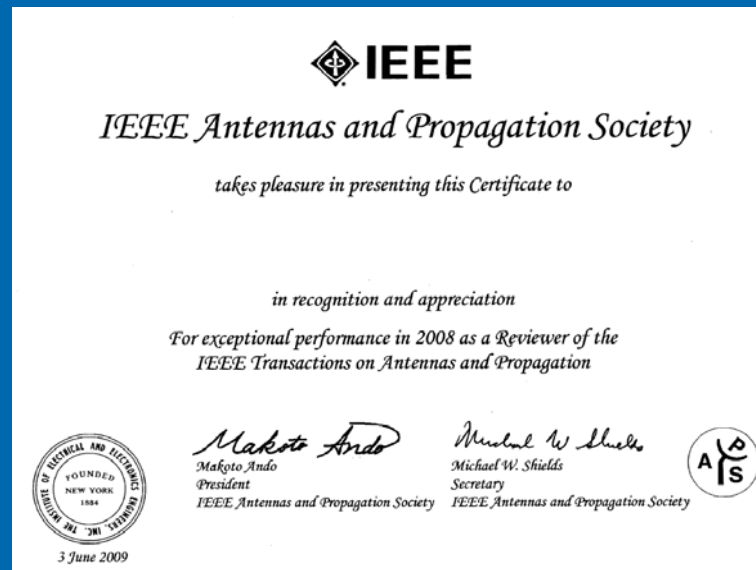 IEEE
IEEE Antennas and Propagation Society
takes pleasure in presenting this Certificate to
in recognition and appreciation
For exceptional performance in 2008 as a Reviewer of the
IEEE Transactions on Antennas and Propagation
Makoto Ando
Makoto Ando
President
IEEE Antennas and Propagation Society
Michael W Shields
Michael W. Shields
Secretary
IEEE Antennas and Propagation Society
THE INSTITUTE OF ELECTRICAL AND ELECTRONICS ENGINEERS, INC.
FOUNDED
NEW YORK
1884
3 June 2009
A P S